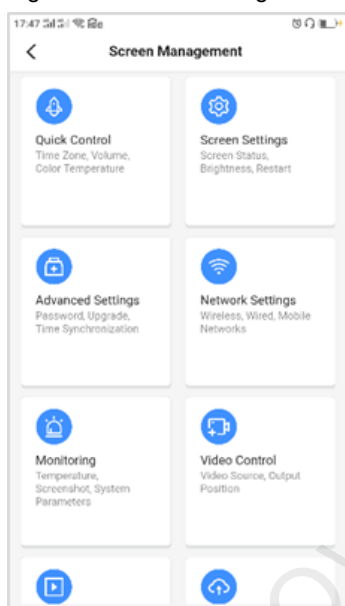 17:47
Screen Management
Quick Control
Time Zone, Volume,
Color Temperature
Screen Settings
Screen Status,
Brightness, Restart
Advanced Settings
Password, Upgrade,
Time Synchronization
Network Settings
Wireless, Wired, Mobile
Networks
Monitoring
Temperature,
Screenshot, System
Parameters
Video Control
Video Source, Output
Position